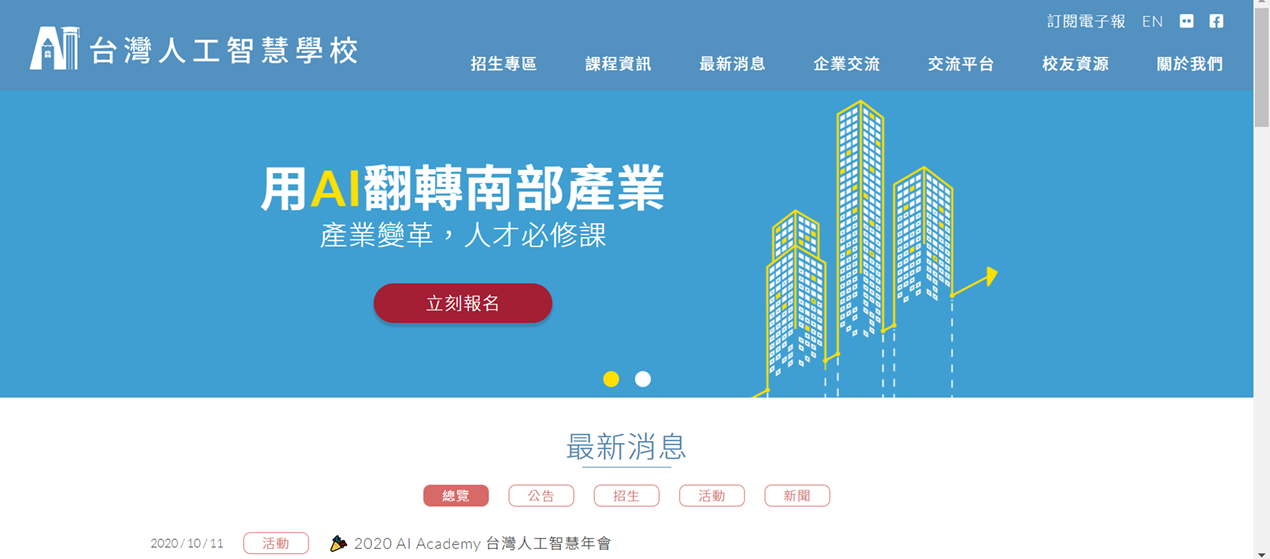 訂閱電子報 EN
AI 台灣人工智慧學校
招生專區 課程資訊 最新消息 企業交流 交流平台 校友資源 關於我們
用AI翻轉南部產業
產業變革，人才必修課
立刻報名
最新消息
總覽 公告 招生 活動 新聞
2020 / 10 / 11 活動 2020 AI Academy 台灣人工智慧年會